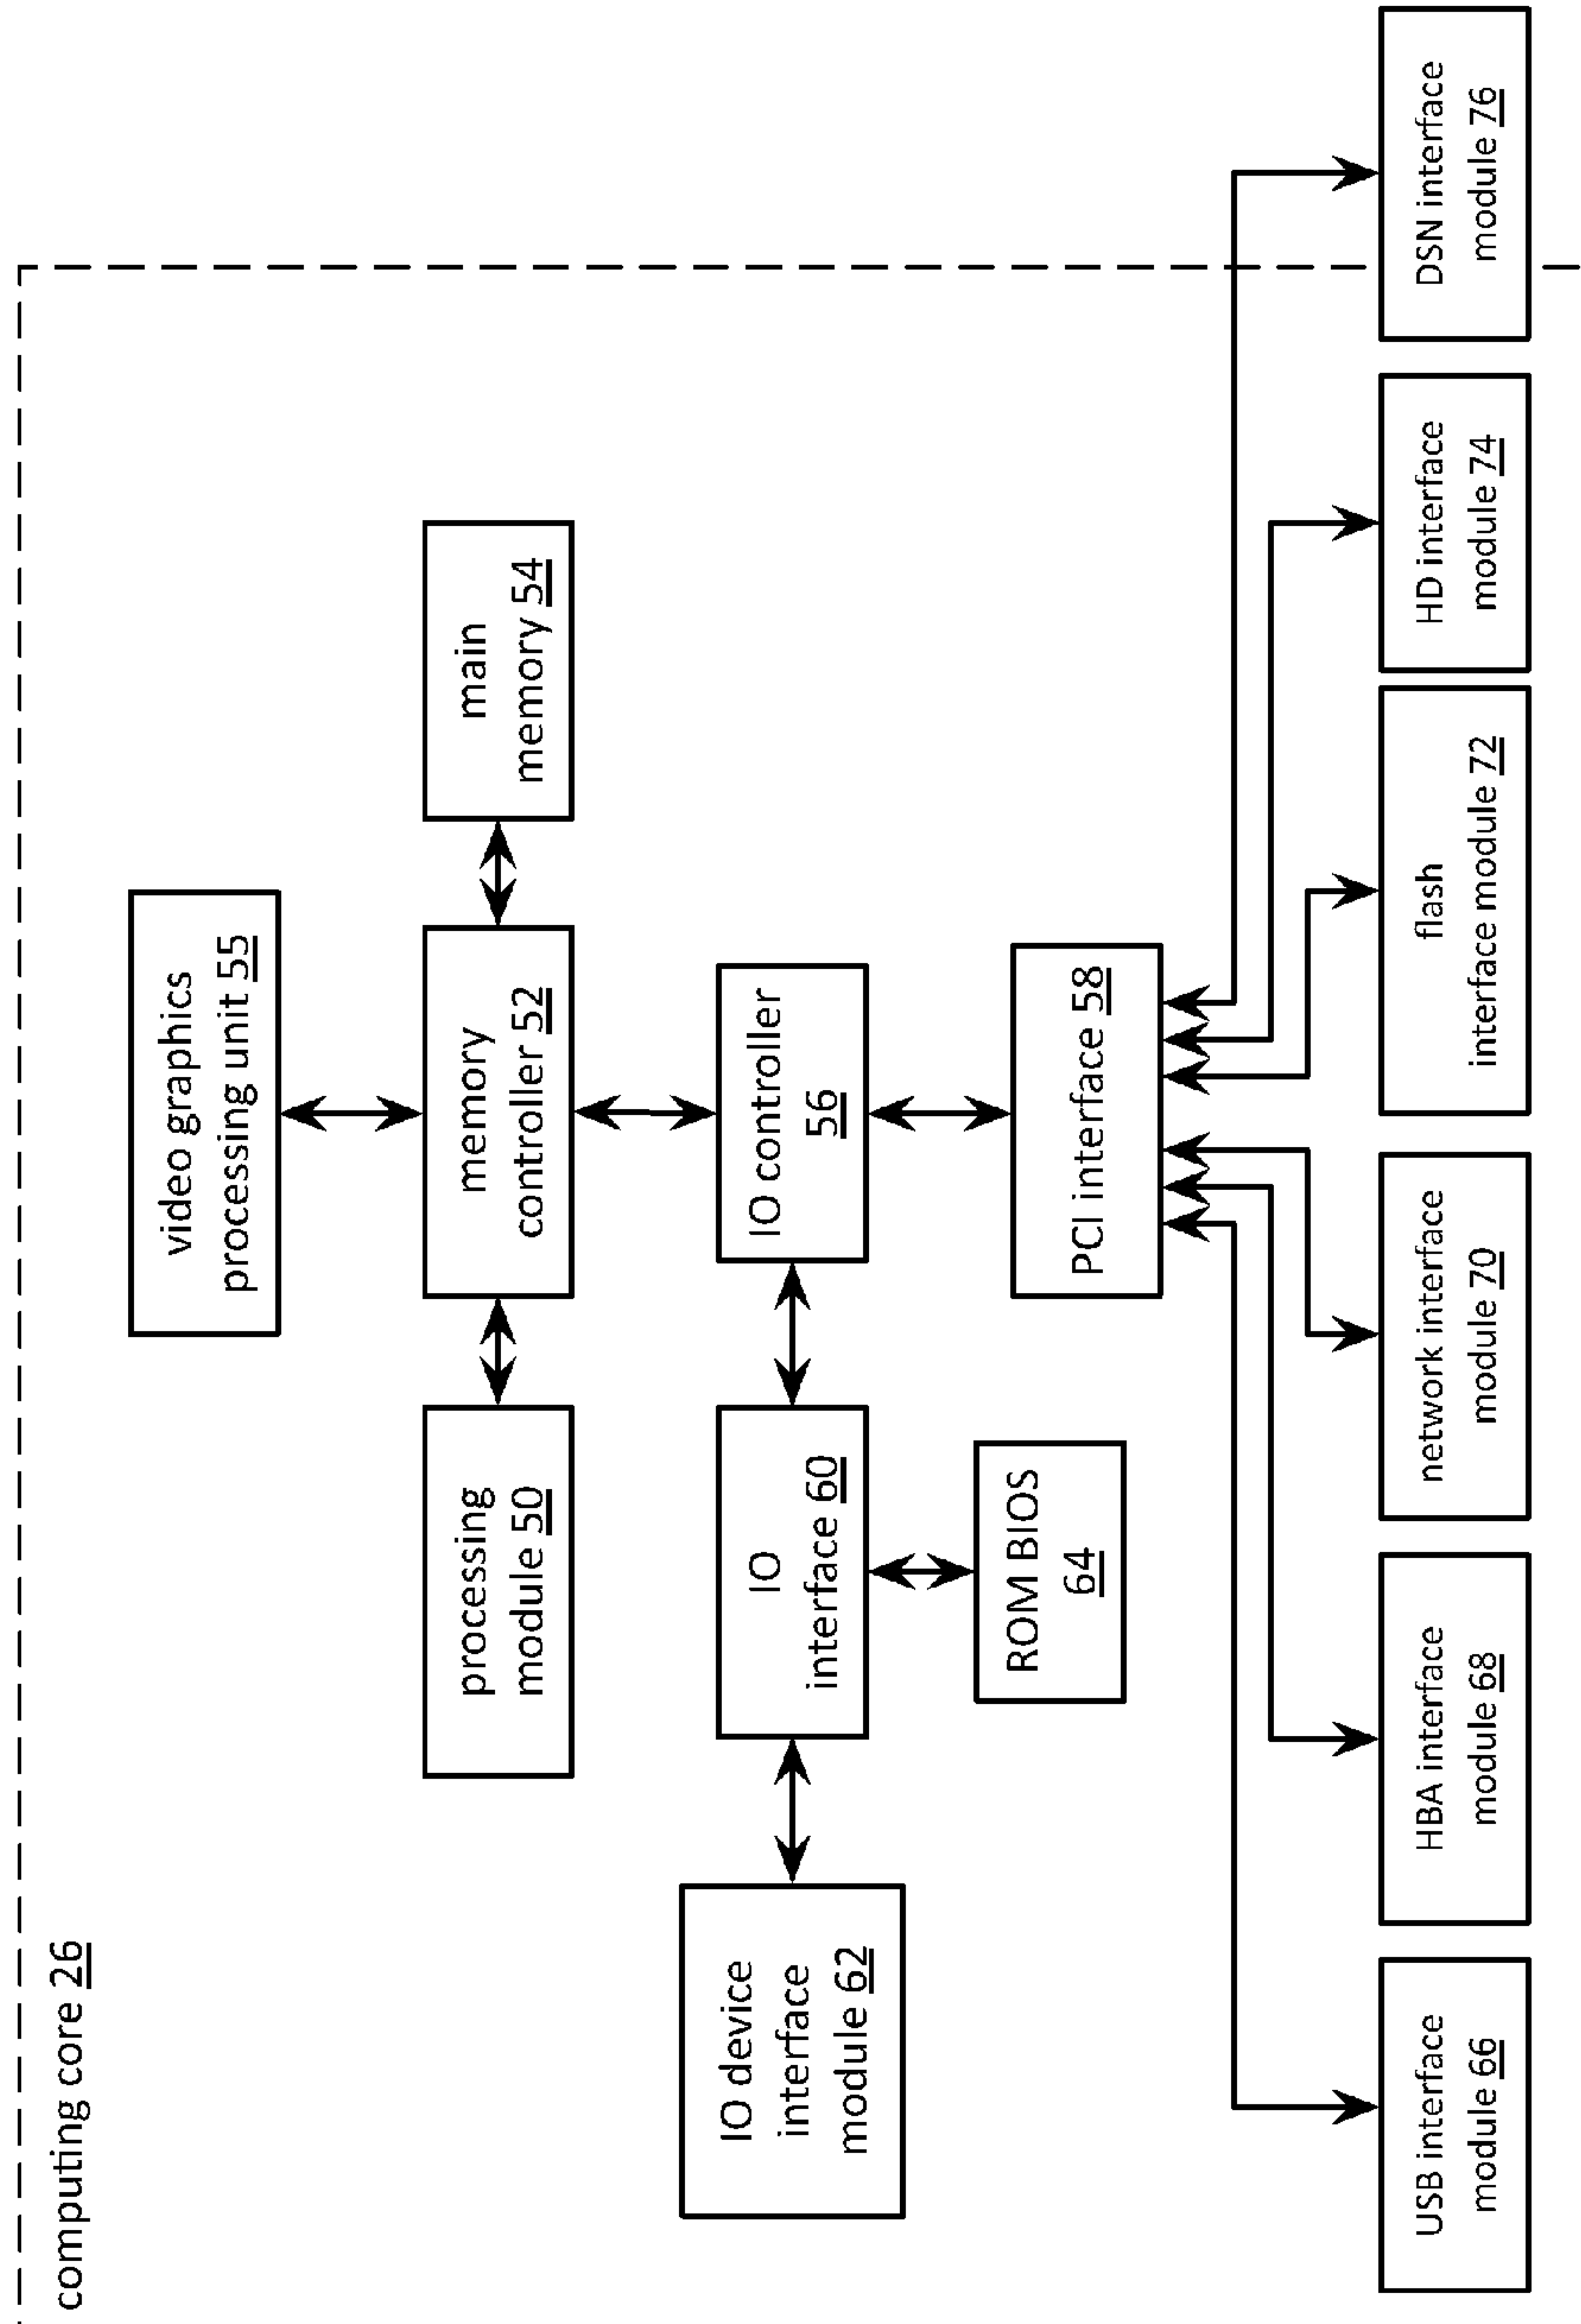 computing core 26
video graphics
processing unit 55
processing
module 50
memory
controller 52
main
memory 54
IO device
interface
module 62
IO
interface 60
IO controller
56
ROM BIOS
64
PCI interface 58
USB interface
module 66
HBA interface
module 68
network interface
module 70
flash
interface module 72
HD interface
module 74
DSN interface
module 76